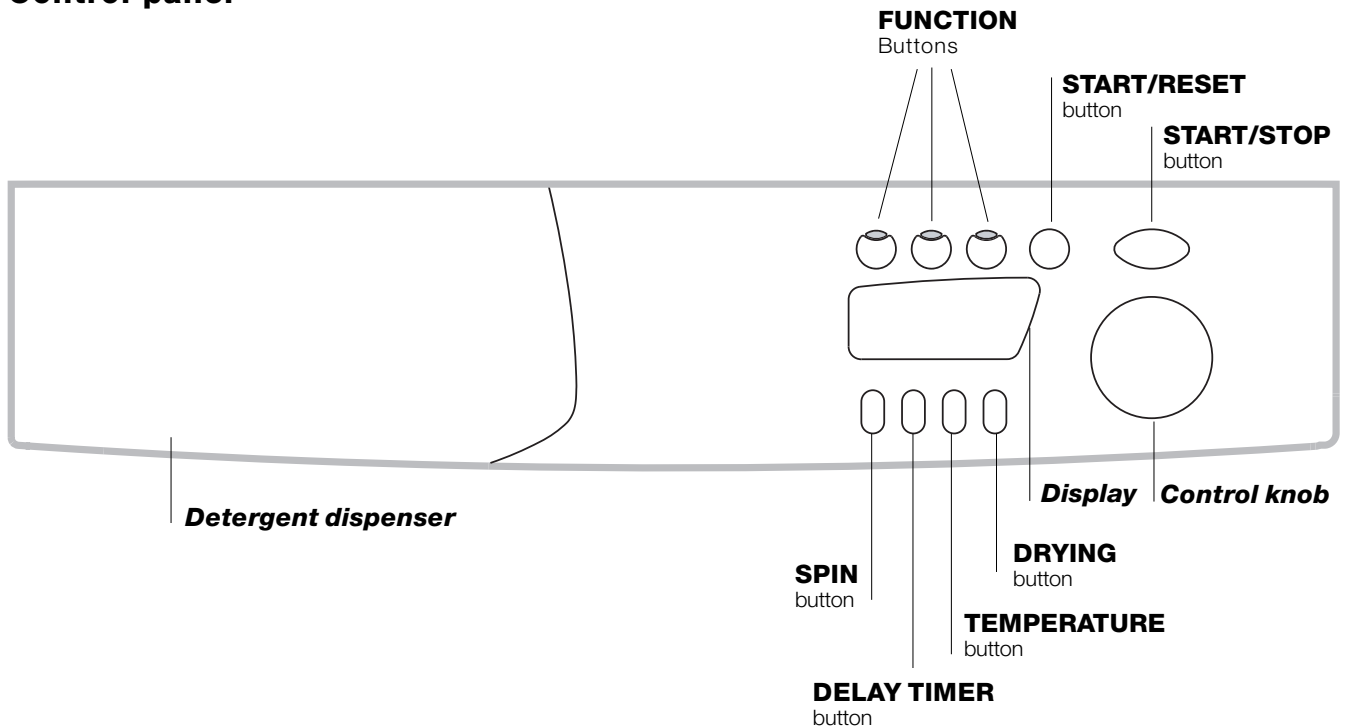 Control panel
FUNCTION
Buttons
START/RESET
button
START/STOP
button
Detergent dispenser
Display
Control knob
SPIN
button
DRYING
button
TEMPERATURE
button
DELAY TIMER
button